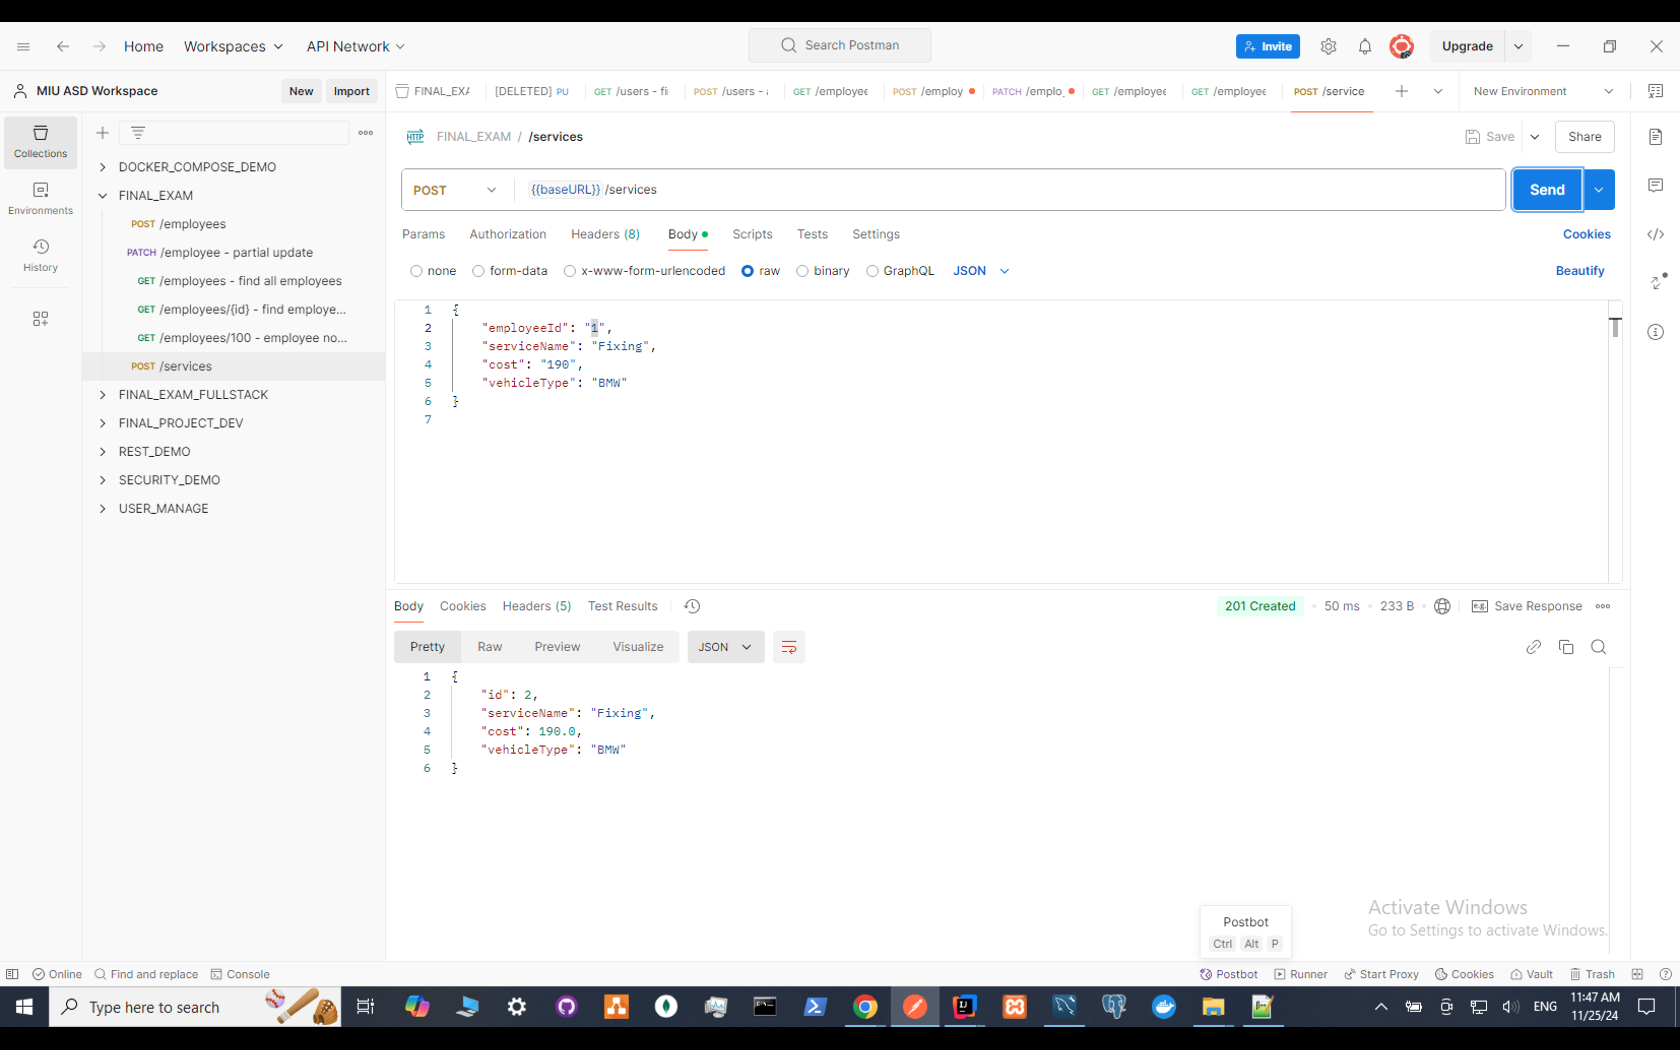 Home Workspaces API Network Search Postman Invite Upgrade
MIU ASD Workspace New Import FINAL_EXA [DELETED] PU GET /users - fi POST /users - GET /employee POST /employ PATCH /emplo GET /employee GET /employee POST /service New Environment
Collections
Environments
History
DOCKER_COMPOSE_DEMO
FINAL_EXAM
POST /employees
PATCH /employee - partial update
GET /employees - find all employees
GET /employees/{id} - find employe...
GET /employees/100 - employee no...
POST /services
FINAL_EXAM_FULLSTACK
FINAL_PROJECT_DEV
REST_DEMO
SECURITY_DEMO
USER_MANAGE
HTTP FINAL_EXAM / /services Save Share
POST {{baseURL}} /services Send
Params Authorization Headers (8) Body Scripts Tests Settings Cookies
none form-data x-www-form-urlencoded raw binary GraphQL JSON Beautify
1 {
2 "employeeId": "1",
3 "serviceName": "Fixing",
4 "cost": "190",
5 "vehicleType": "BMW"
6 }
7
Body Cookies Headers (5) Test Results 201 Created 50 ms 233 B e.g. Save Response
Pretty Raw Preview Visualize JSON
1 {
2 "id": 2,
3 "serviceName": "Fixing",
4 "cost": 190.0,
5 "vehicleType": "BMW"
6 }
Postbot
Ctrl Alt P
Activate Windows
Go to Settings to activate Windows.
Online Find and replace Console Postbot Runner Start Proxy Cookies Vault Trash
Type here to search ENG 11:47 AM
11/25/24